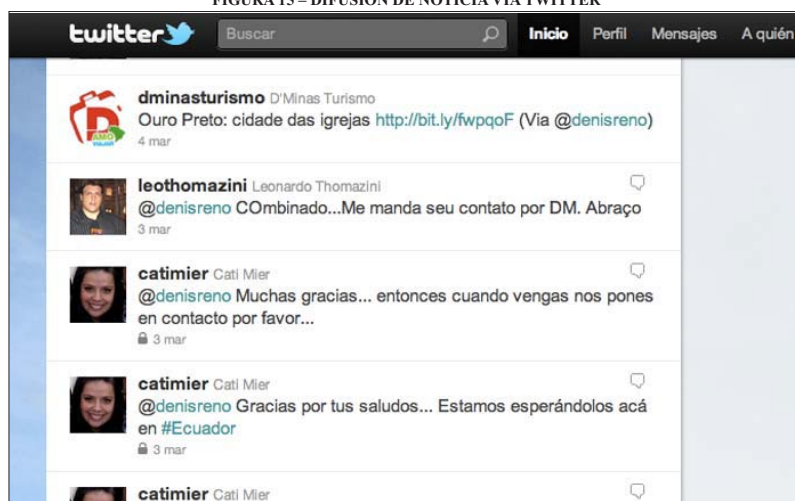 FIGURA 15 – DIFUSIÓN DE NOTICIA VÍA TWITTER
twitter
Buscar
Inicio Perfil Mensajes A quién
dminasturismo D'Minas Turismo
Ouro Preto: cidade das igrejas http://bit.ly/fwpqoF (Via @denisreno)
4 mar
leothomazini Leonardo Thomazini
@denisreno COmbinado...Me manda seu contato por DM. Abraço
3 mar
catimier Cati Mier
@denisreno Muchas gracias... entonces cuando vengas nos pones
en contacto por favor...
3 mar
catimier Cati Mier
@denisreno Gracias por tus saludos... Estamos esperándolos acá
en #Ecuador
3 mar
catimier Cati Mier